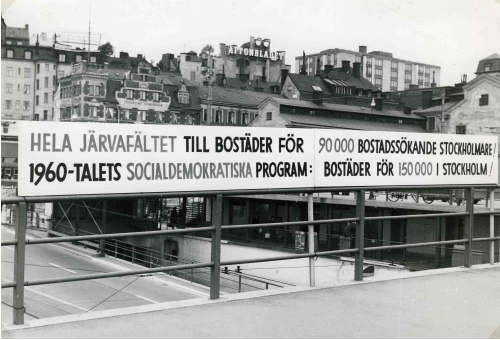 AFTONBLADET
HELA JÄRVAFÄLTET TILL BOSTÄDER FÖR 90 000 BOSTADSSÖKANDE STOCKHOLMARE/
1960-TALETS SOCIALDEMOKRATISKA PROGRAM: BOSTÄDER FÖR 150 000 I STOCKHOLM/